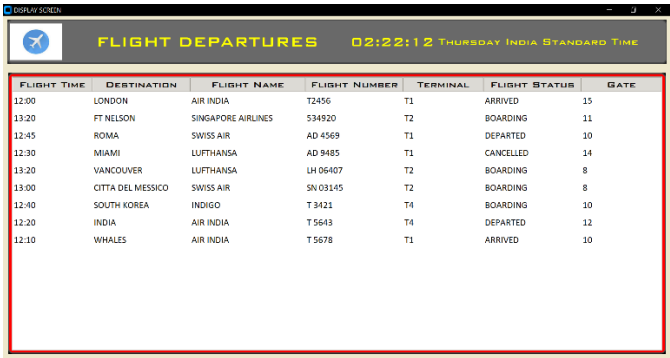 DISPLAY SCREEN
FLIGHT DEPARTURES 02:22:12 THURSDAY INDIA STANDARD TIME
FLIGHT TIME DESTINATION FLIGHT NAME FLIGHT NUMBER TERMINAL FLIGHT STATUS GATE
12:00 LONDON AIR INDIA T2456 T1 ARRIVED 15
13:20 FT NELSON SINGAPORE AIRLINES 534920 T2 BOARDING 11
12:45 ROMA SWISS AIR AD 4569 T1 DEPARTED 10
12:30 MIAMI LUFTHANSA AD 9485 T1 CANCELLED 14
13:20 VANCOUVER LUFTHANSA LH 06407 T2 BOARDING 8
13:00 CITTA DEL MESSICO SWISS AIR SN 03145 T2 BOARDING 8
12:40 SOUTH KOREA INDIGO T 3421 T4 BOARDING 10
12:20 INDIA AIR INDIA T 5643 T4 DEPARTED 12
12:10 WHALES AIR INDIA T 5678 T1 ARRIVED 10